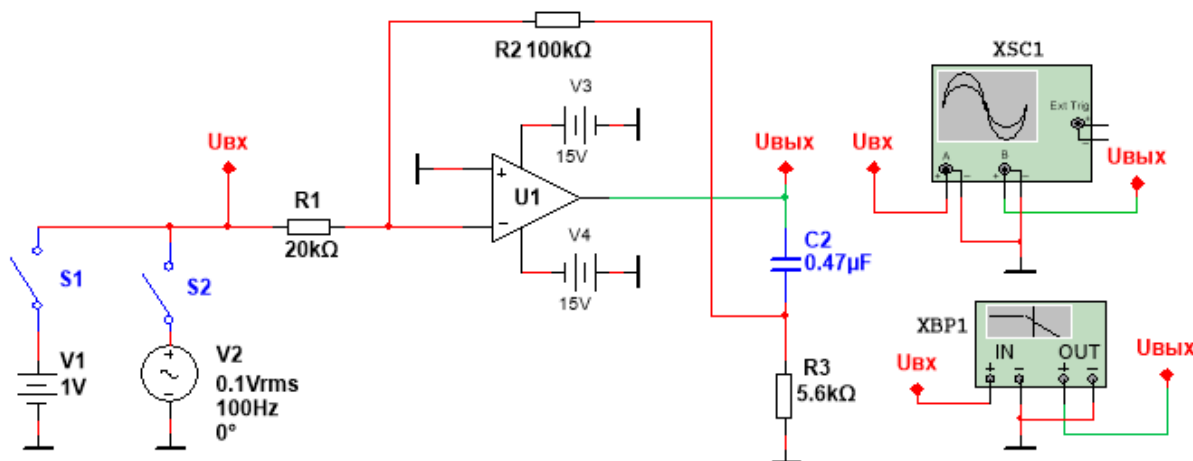 XSC1
R2 100kΩ
V3
Ext Trig
+
−
15V
Uвх
Uвых
Uвх
A
B
+ − + −
Uвых
R1
20kΩ
+
−
U1
V4
15V
C2
0.47µF
S1
S2
XBP1
IN
OUT
+ − + −
Uвх
Uвых
V1
1V
+
−
V2
0.1Vrms
100Hz
0°
R3
5.6kΩ